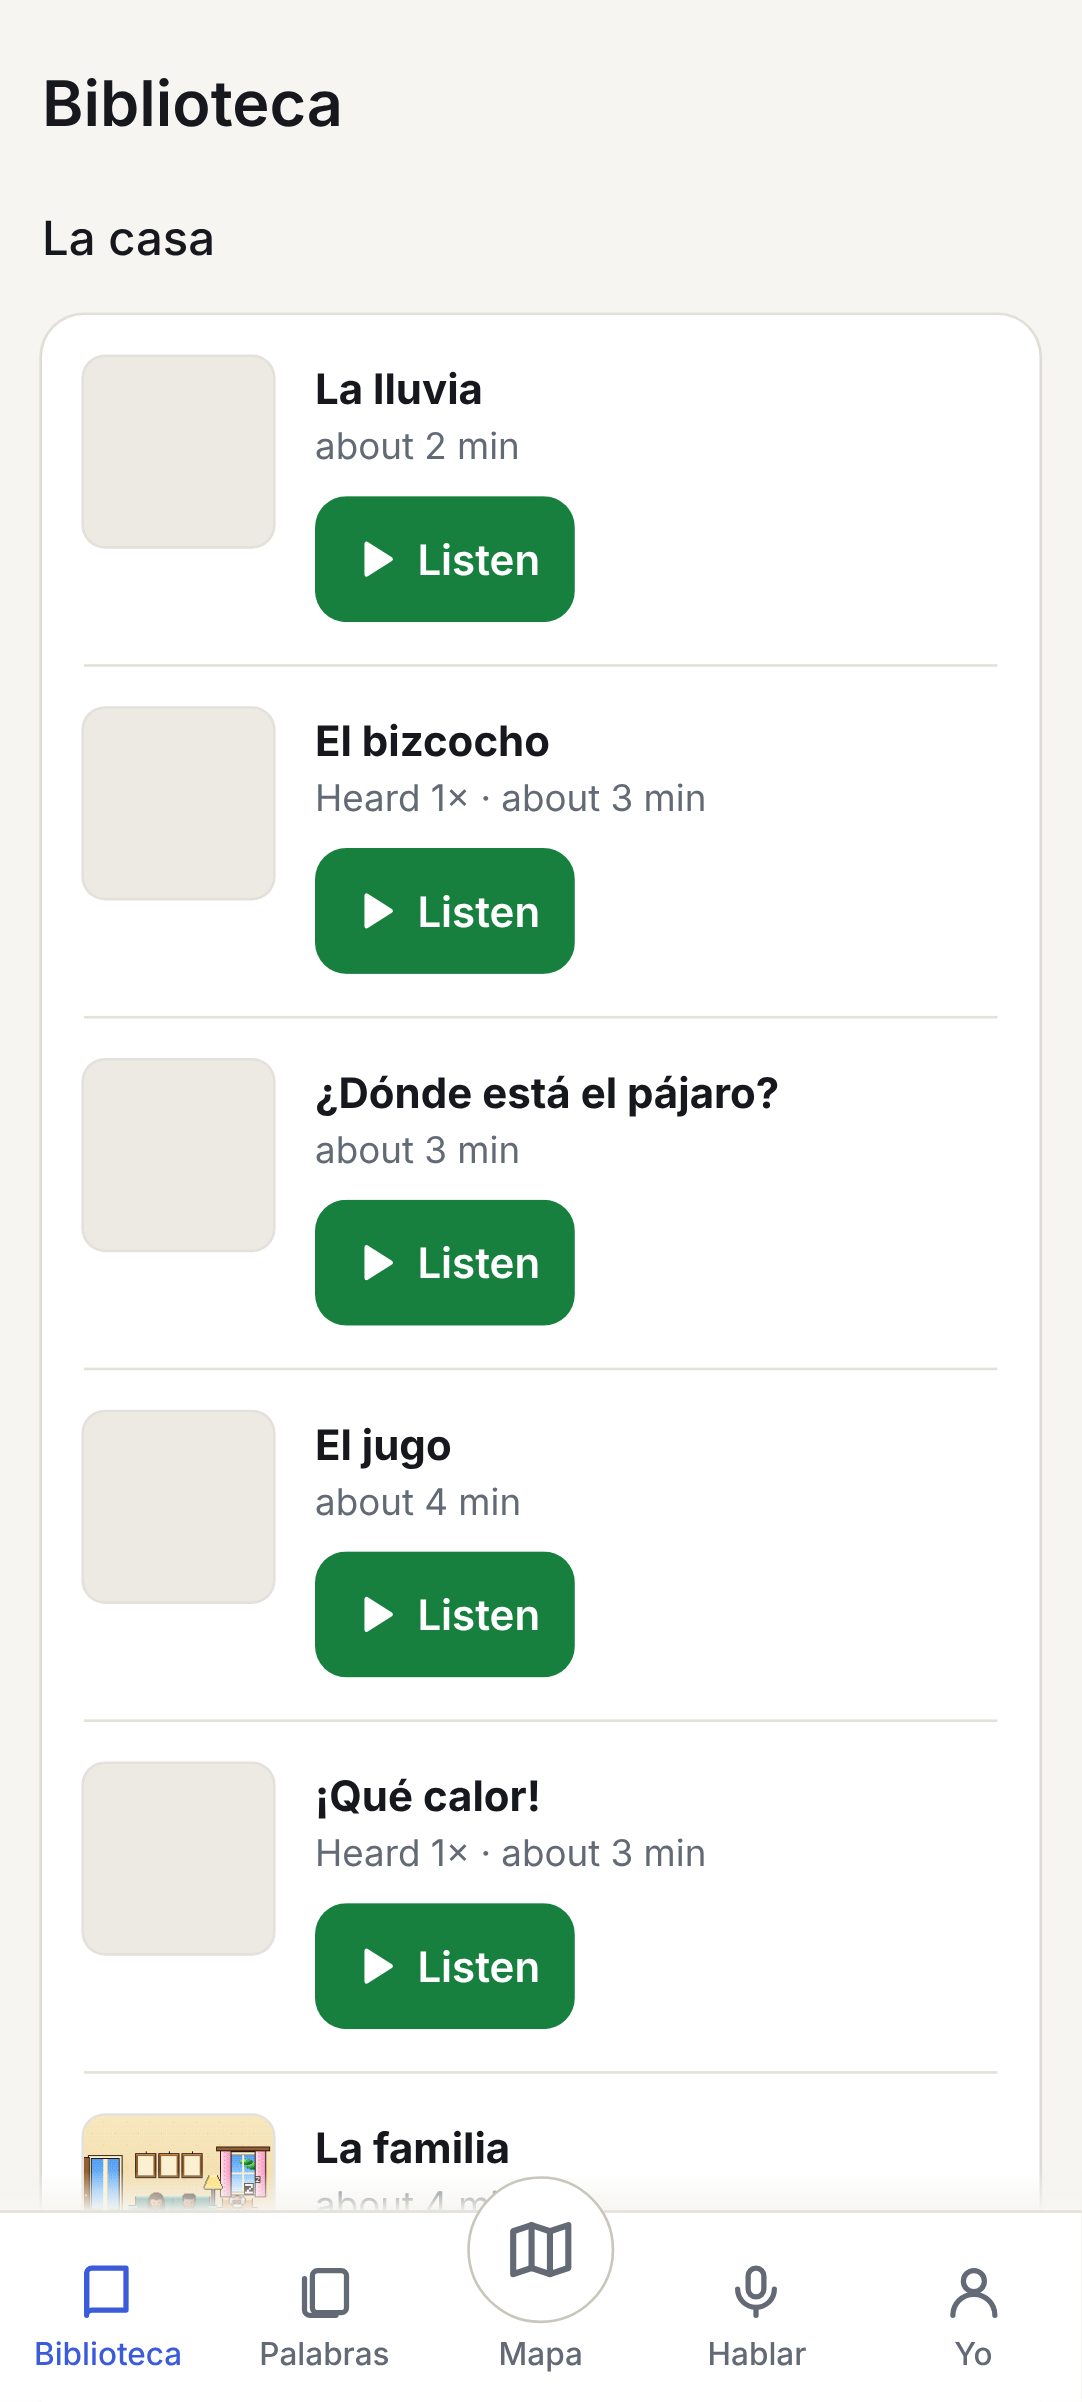 Biblioteca
La casa
La lluvia
about 2 min
Listen
El bizcocho
Heard 1× · about 3 min
Listen
¿Dónde está el pájaro?
about 3 min
Listen
El jugo
about 4 min
Listen
¡Qué calor!
Heard 1× · about 3 min
Listen
La familia
about 4
Biblioteca
Palabras
Mapa
Hablar
Yo